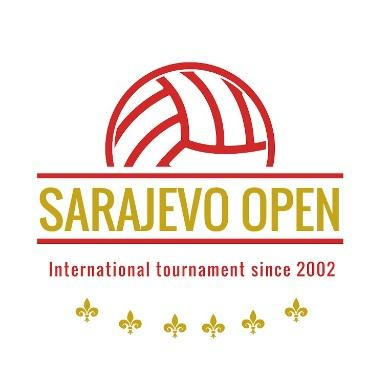 SARAJEVO OPEN
International tournament since 2002